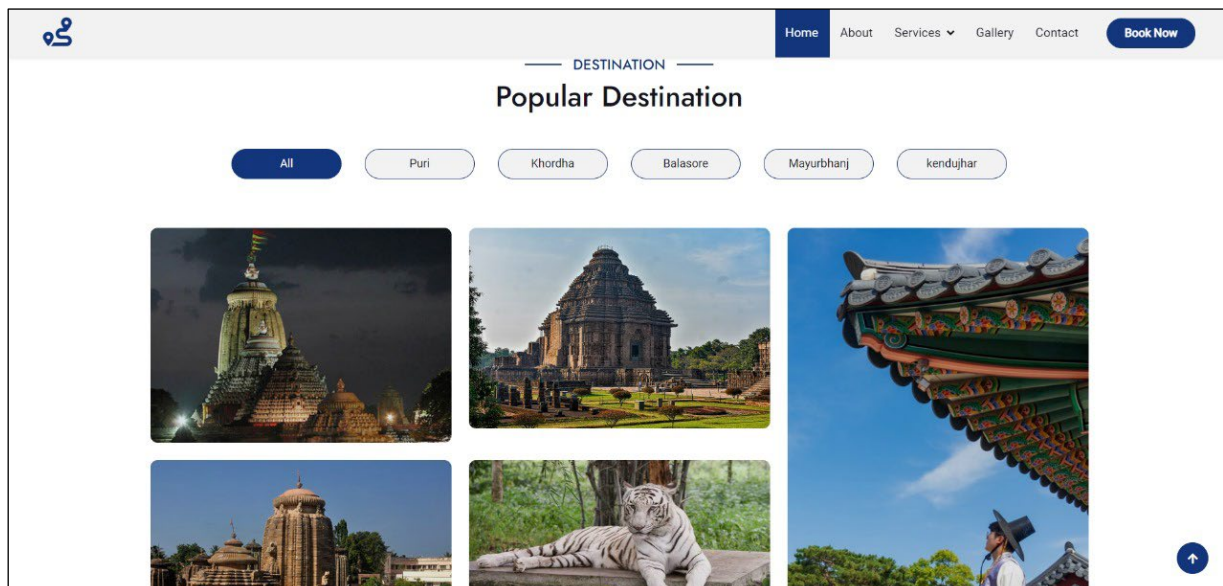 Home About Services Gallery Contact Book Now
DESTINATION
Popular Destination
All Puri Khordha Balasore Mayurbhanj kendujhar